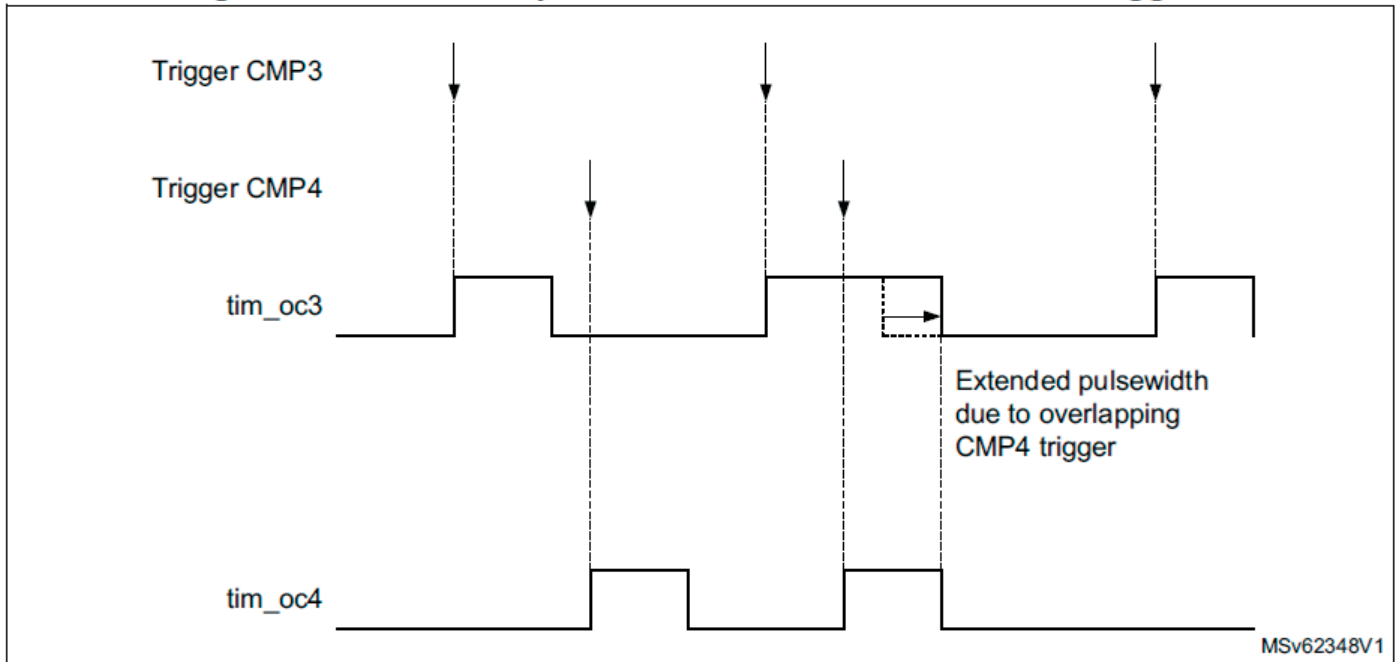 Trigger CMP3
Trigger CMP4
tim_oc3
Extended pulsewidth
due to overlapping
CMP4 trigger
tim_oc4
MSv62348V1